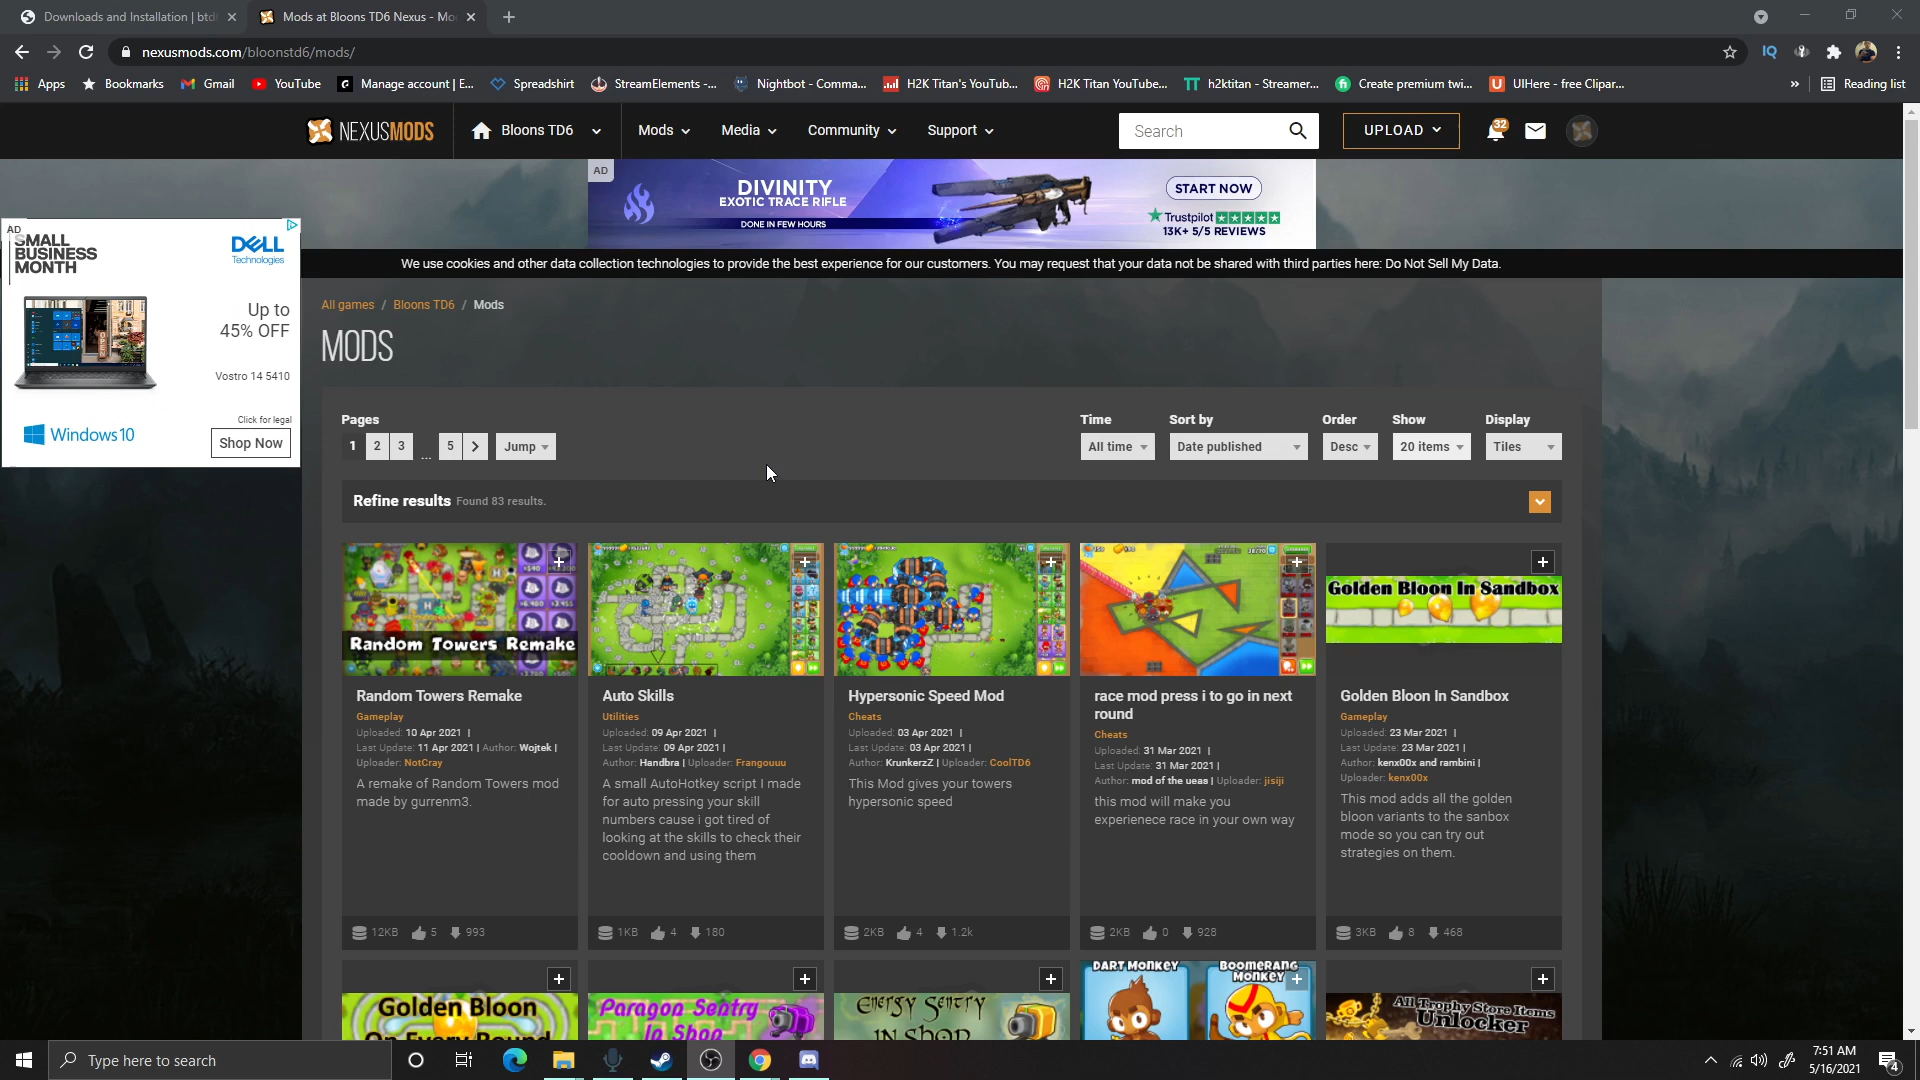 Downloads and Installation | btd
Mods at Bloons TD6 Nexus - Mo
nexusmods.com/bloonstd6/mods/
Apps
Bookmarks
Gmail
YouTube
Manage account | E...
Spreadshirt
StreamElements -...
Nightbot - Comma...
H2K Titan's YouTub...
H2K Titan YouTube...
h2ktitan - Streamer...
Create premium twi...
UIHere - free Clipar...
»
Reading list
NEXUSMODS
Bloons TD6
Mods
Media
Community
Support
Search
UPLOAD
32
AD
DIVINITY
EXOTIC TRACE RIFLE
DONE IN FEW HOURS
START NOW
Trustpilot
13K+ 5/5 REVIEWS
AD
SMALL
BUSINESS
MONTH
DELL
Technologies
Up to
45% OFF
Vostro 14 5410
Click for legal
Windows10
Shop Now
We use cookies and other data collection technologies to provide the best experience for our customers. You may request that your data not be shared with third parties here: Do Not Sell My Data.
All games / Bloons TD6 / Mods
MODS
Pages
1 2 3 ... 5 > Jump
Time
All time
Sort by
Date published
Order
Desc
Show
20 items
Display
Tiles
Refine results Found 83 results.
Random Towers Remake
Random Towers Remake
Gameplay
Uploaded: 10 Apr 2021 |
Last Update: 11 Apr 2021 | Author: Wojtek |
Uploader: NotCray
A remake of Random Towers mod
made by gurrenm3.
12KB 5 993
Auto Skills
Utilities
Uploaded: 09 Apr 2021 |
Last Update: 09 Apr 2021 |
Author: Handbra | Uploader: Frangouuu
A small AutoHotkey script I made
for auto pressing your skill
numbers cause i got tired of
looking at the skills to check their
cooldown and using them
1KB 4 180
Hypersonic Speed Mod
Cheats
Uploaded: 03 Apr 2021 |
Last Update: 03 Apr 2021 |
Author: KrunkerzZ | Uploader: CoolTD6
This Mod gives your towers
hypersonic speed
2KB 4 1.2k
race mod press i to go in next
round
Cheats
Uploaded: 31 Mar 2021 |
Last Update: 31 Mar 2021 |
Author: mod of the ueas | Uploader: jisiji
this mod will make you
experienece race in your own way
2KB 0 928
Golden Bloon In Sandbox
Golden Bloon In Sandbox
Gameplay
Uploaded: 23 Mar 2021 |
Last Update: 23 Mar 2021 |
Author: kenx00x and rambini |
Uploader: kenx00x
This mod adds all the golden
bloon variants to the sanbox
mode so you can try out
strategies on them.
3KB 8 468
Golden Bloon
On Every Round
Paragon Sentry
In Shop
Energy Sentry
IN SHOP
DART MONKEY
BOOMERANG
MONKEY
All Trophy Store Items
Unlocker
Type here to search
7:51 AM
5/16/2021
4